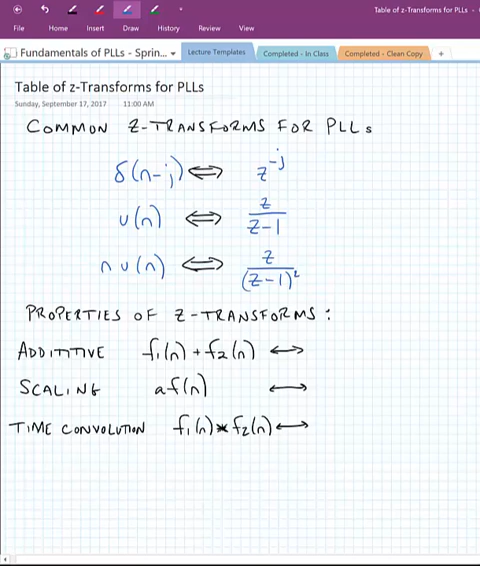 Table of z-Transforms for PLLs -
File Home Insert Draw History Review View
Fundamentals of PLLs - Sprin... Lecture Templates Completed - In Class Completed - Clean Copy +
Table of z-Transforms for PLLs
Sunday, September 17, 2017 11:00 AM
COMMON Z-TRANSFORMS FOR PLLs
δ(n-j) ⟺ z^-j
u(n) ⟺ z/(z-1)
n u(n) ⟺ z/(z-1)²
PROPERTIES OF Z-TRANSFORMS:
ADDITITIVE f₁(n) + f₂(n) ⟷
SCALING af(n) ⟷
TIME CONVOLUTION f₁(n) * f₂(n) ⟷